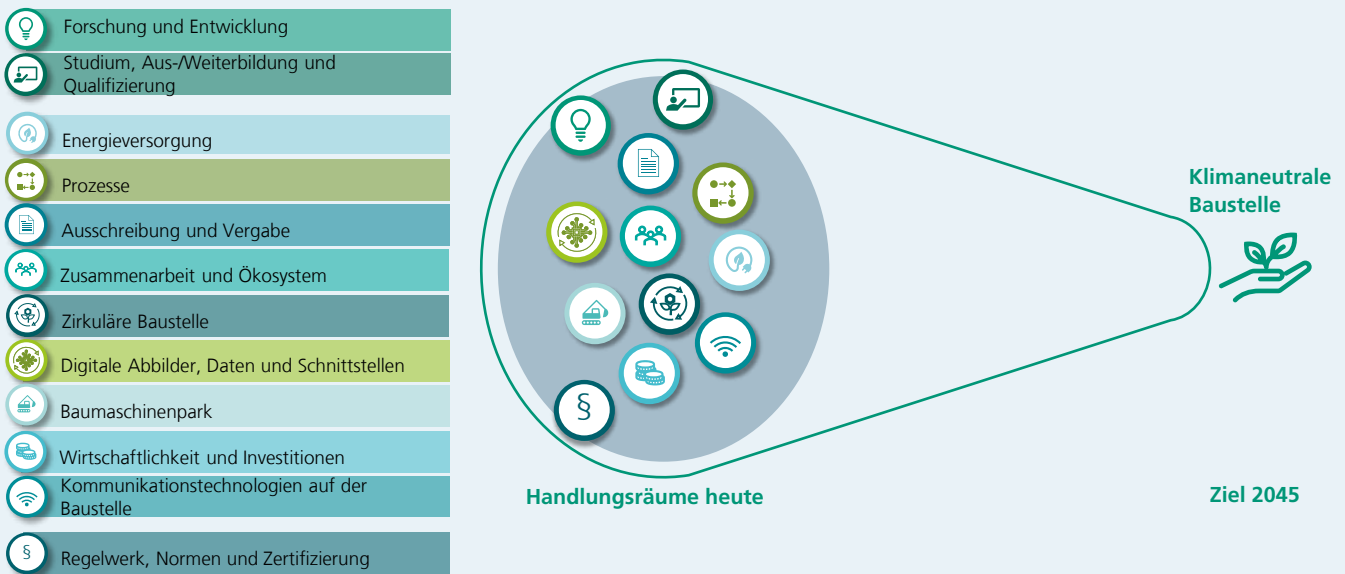 Forschung und Entwicklung
Studium, Aus-/Weiterbildung und
Qualifizierung
Energieversorgung
Prozesse
Ausschreibung und Vergabe
Zusammenarbeit und Ökosystem
Zirkuläre Baustelle
Digitale Abbilder, Daten und Schnittstellen
Baumaschinenpark
Wirtschaftlichkeit und Investitionen
Kommunikationstechnologien auf der
Baustelle
§
Regelwerk, Normen und Zertifizierung
§
Handlungsräume heute
Klimaneutrale
Baustelle
Ziel 2045